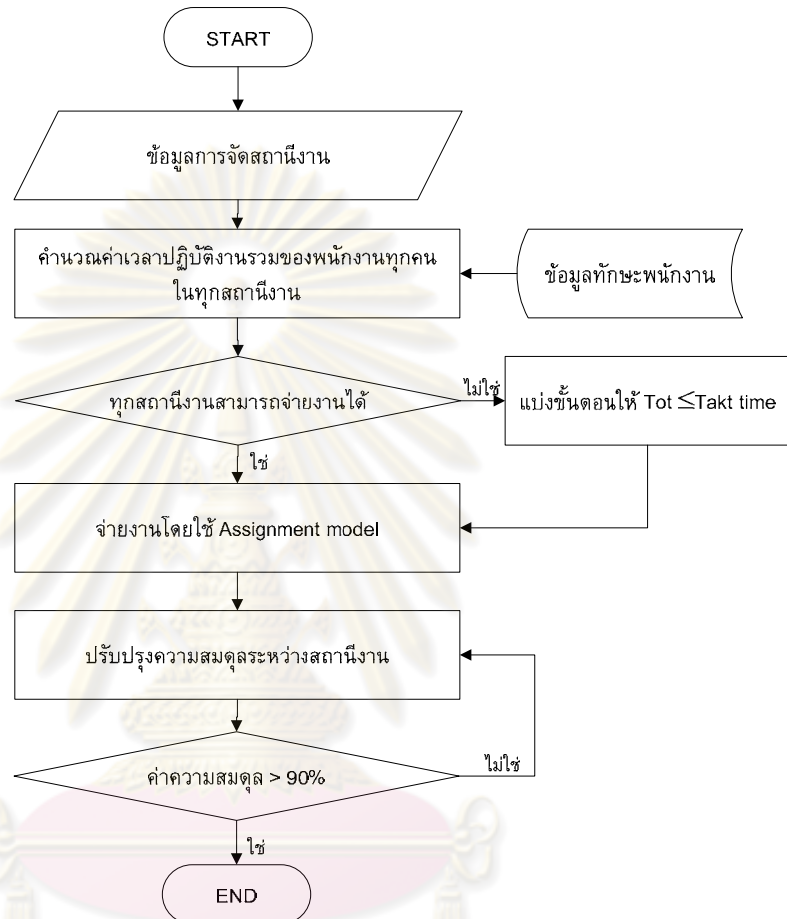 START
ข้อมูลการจัดสถานีงาน
คำนวณค่าเวลาปฏิบัติงานรวมของพนักงานทุกคน
ในทุกสถานีงาน
ข้อมูลทักษะพนักงาน
ทุกสถานีงานสามารถจ่ายงานได้
ไม่ใช่
แบ่งขั้นตอนให้ Tot ≤Takt time
ใช่
จ่ายงานโดยใช้ Assignment model
ปรับปรุงความสมดุลระหว่างสถานีงาน
ค่าความสมดุล > 90%
ไม่ใช่
ใช่
END